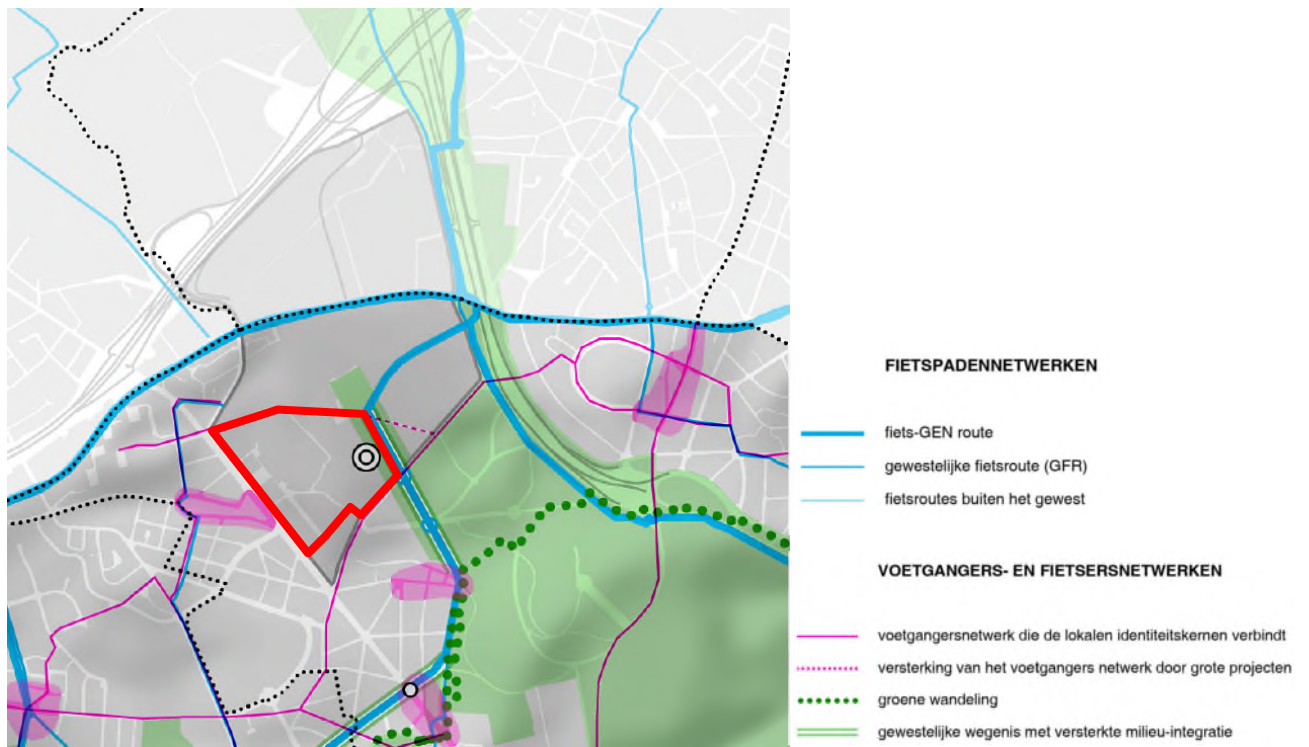 FIETSPADENNETWERKEN
fiets-GEN route
gewestelijke fietsroute (GFR)
fietsroutes buiten het gewest
VOETGANGERS- EN FIETSERSNETWERKEN
voetgangersnetwerk die de lokalen identiteitskernen verbindt
versterking van het voetgangers netwerk door grote projecten
groene wandeling
gewestelijke wegenis met versterkte milieu-integratie